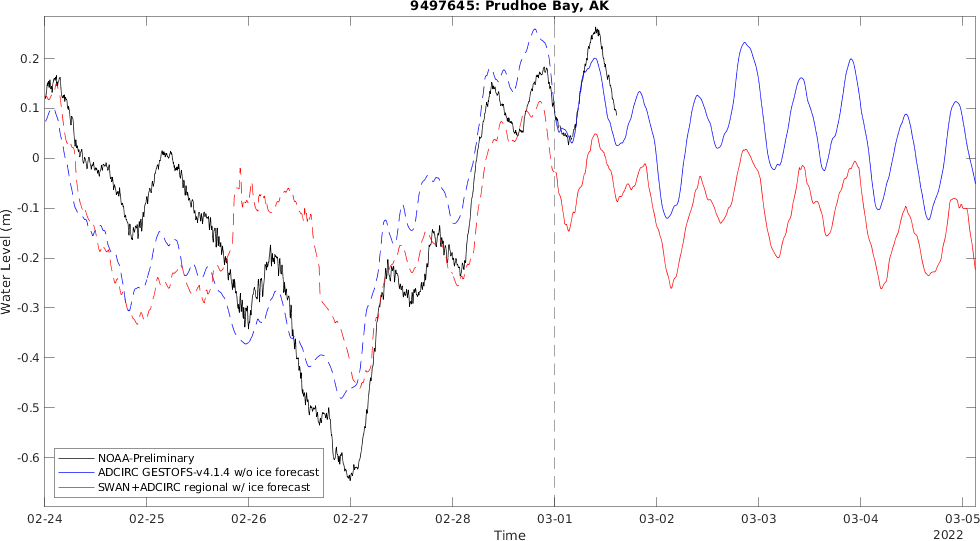 9497645: Prudhoe Bay, AK
Water Level (m)
0.2
0.1
0
-0.1
-0.2
-0.3
-0.4
-0.5
-0.6
NOAA-Preliminary
ADCIRC GESTOFS-v4.1.4 w/o ice forecast
SWAN+ADCIRC regional w/ ice forecast
02-24 02-25 02-26 02-27 02-28 03-01 03-02 03-03 03-04 03-05
Time
2022